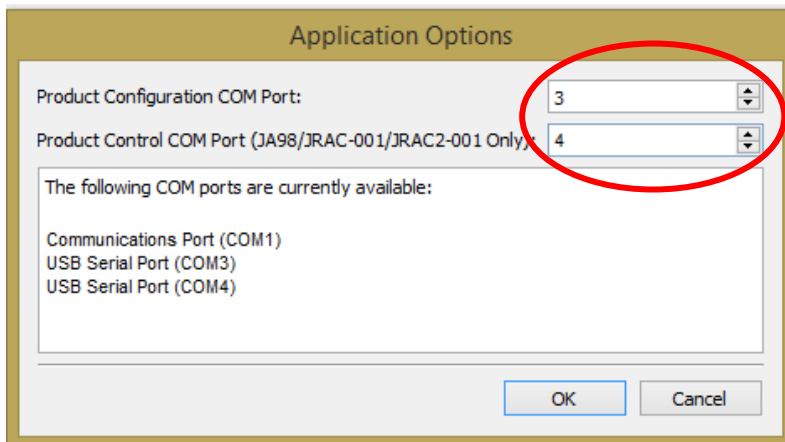 Application Options
Product Configuration COM Port: 3
Product Control COM Port (JA98/JRAC-001/JRAC2-001 Only): 4
The following COM ports are currently available:
Communications Port (COM1)
USB Serial Port (COM3)
USB Serial Port (COM4)
OK Cancel